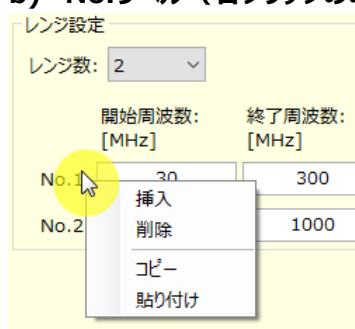 レンジ設定
レンジ数: 2
開始周波数: 終了周波数:
[MHz] [MHz]
No.1 30 300
挿入
No.2 1000
削除
コピー
貼り付け